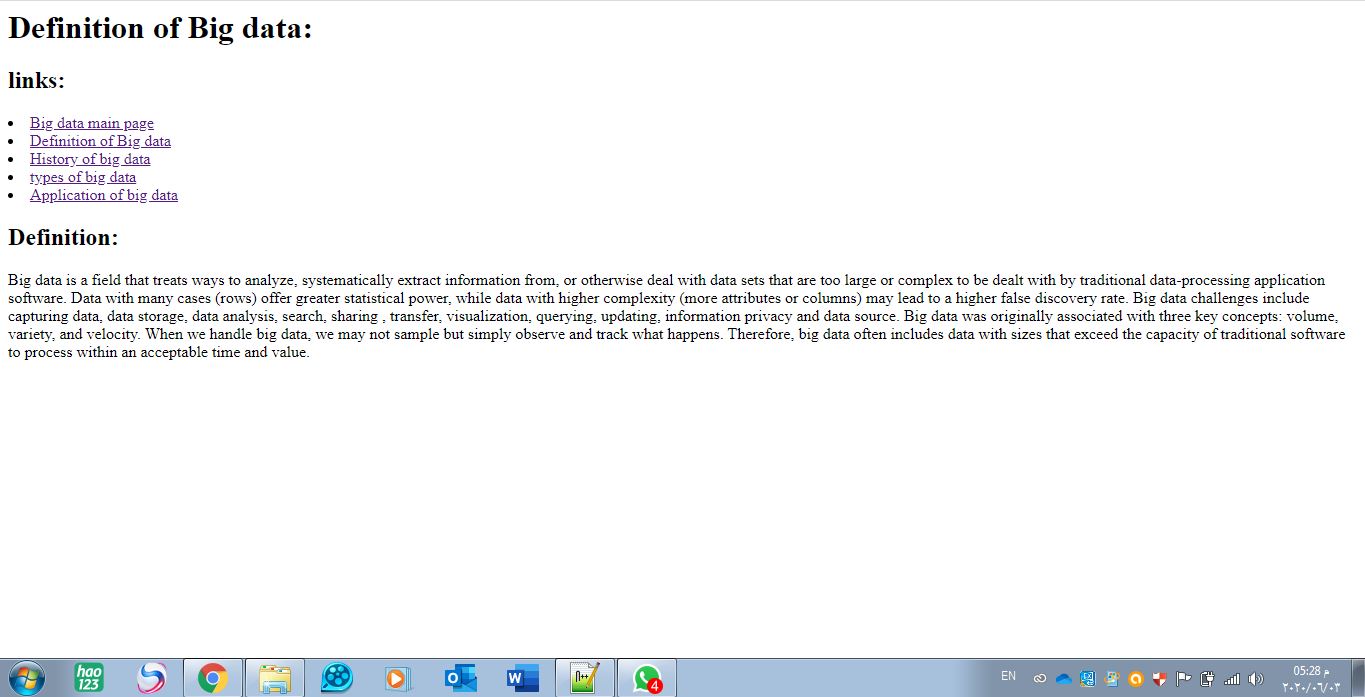 Definition of Big data:
links:
Big data main page
Definition of Big data
History of big data
types of big data
Application of big data
Definition:
Big data is a field that treats ways to analyze, systematically extract information from, or otherwise deal with data sets that are too large or complex to be dealt with by traditional data-processing application
software. Data with many cases (rows) offer greater statistical power, while data with higher complexity (more attributes or columns) may lead to a higher false discovery rate. Big data challenges include
capturing data, data storage, data analysis, search, sharing , transfer, visualization, querying, updating, information privacy and data source. Big data was originally associated with three key concepts: volume,
variety, and velocity. When we handle big data, we may not sample but simply observe and track what happens. Therefore, big data often includes data with sizes that exceed the capacity of traditional software
to process within an acceptable time and value.
hao
123
O
W
n++
4
EN
05:28 م
٢٠٢٠/٠٦/٠٣